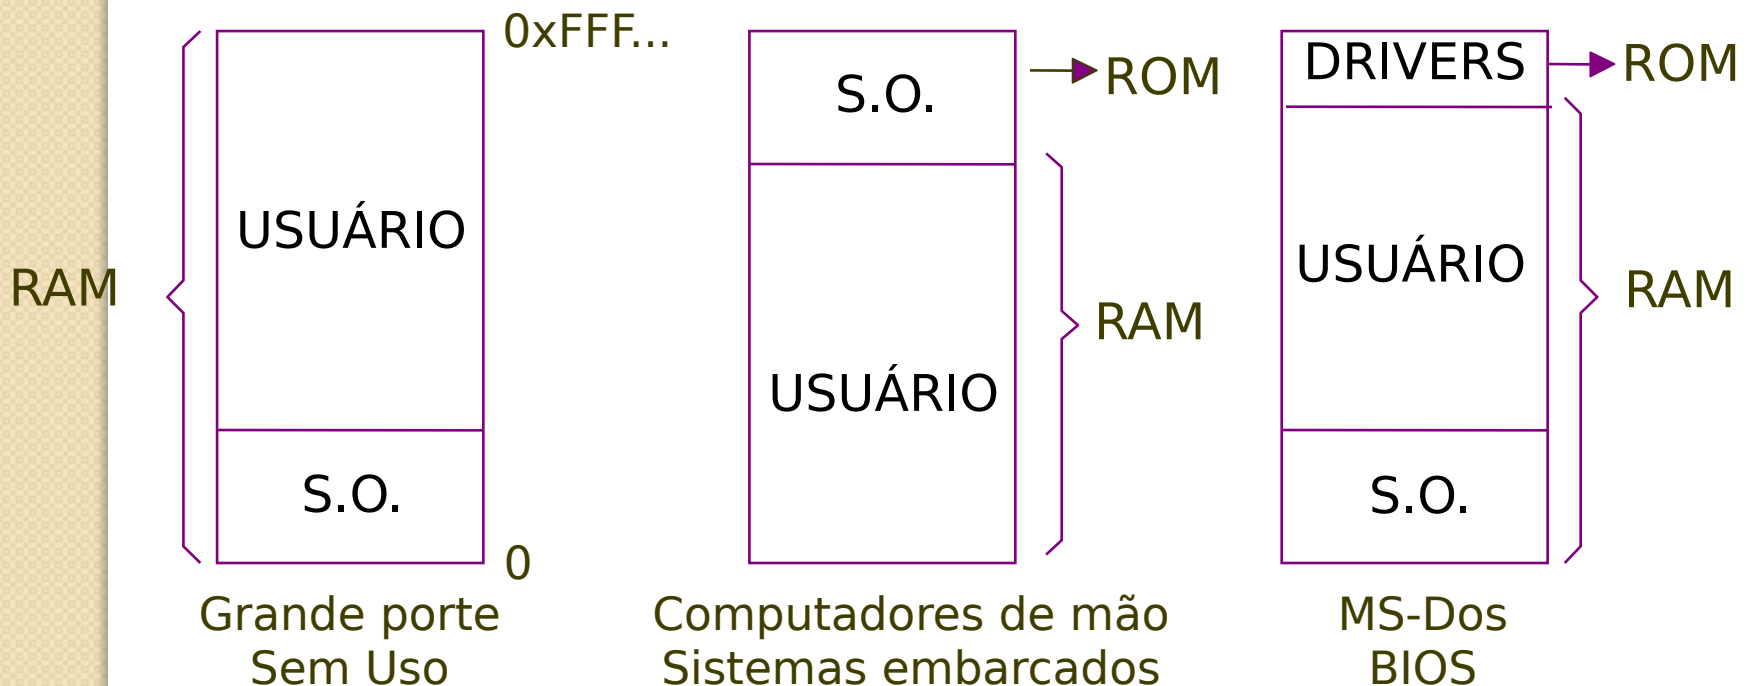 0xFFF...
USUÁRIO
RAM
S.O.
0
Grande porte
Sem Uso
S.O.
ROM
USUÁRIO
RAM
Computadores de mão
Sistemas embarcados
DRIVERS
ROM
USUÁRIO
RAM
S.O.
MS-Dos
BIOS